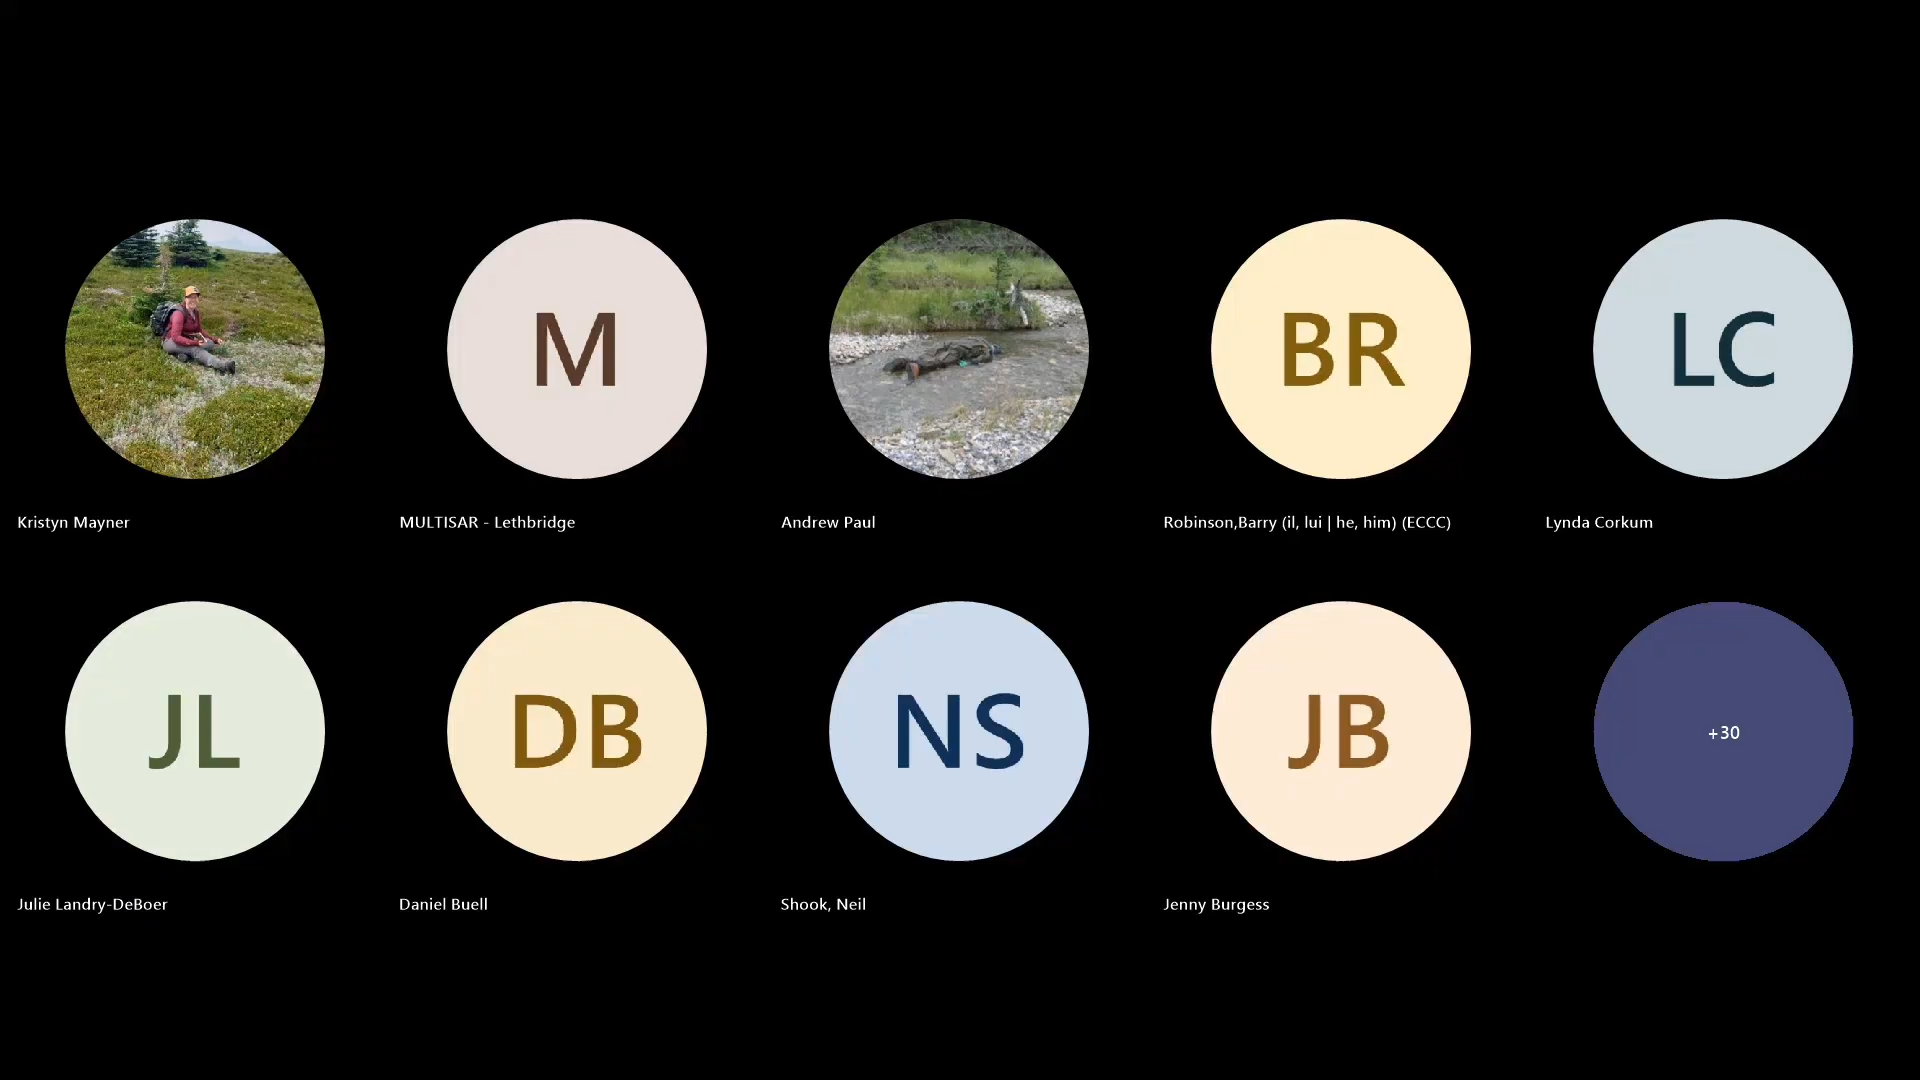 M
BR
LC
Kristyn Mayner
MULTISAR - Lethbridge
Andrew Paul
Robinson,Barry (il, lui | he, him) (ECCC)
Lynda Corkum
JL
DB
NS
JB
+30
Julie Landry-DeBoer
Daniel Buell
Shook, Neil
Jenny Burgess